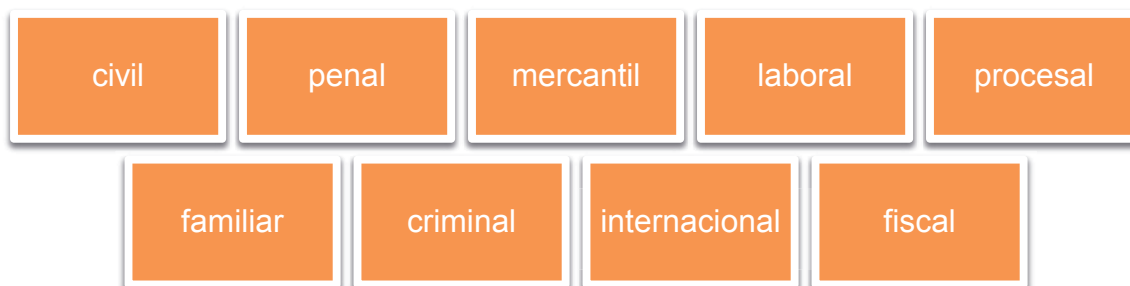 civil
penal
mercantil
laboral
procesal
familiar
criminal
internacional
fiscal